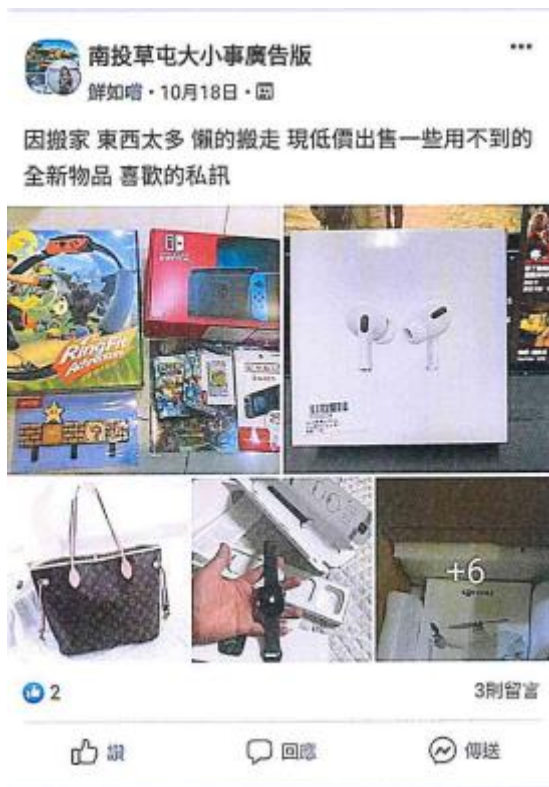 南投草屯大小事廣告版
鮮如嚐・10月18日・
因搬家 東西太多 懶的搬走 現低價出售一些用不到的
全新物品 喜歡的私訊
RingFit
Adventure
+6
2
3則留言
讚
回應
傳送